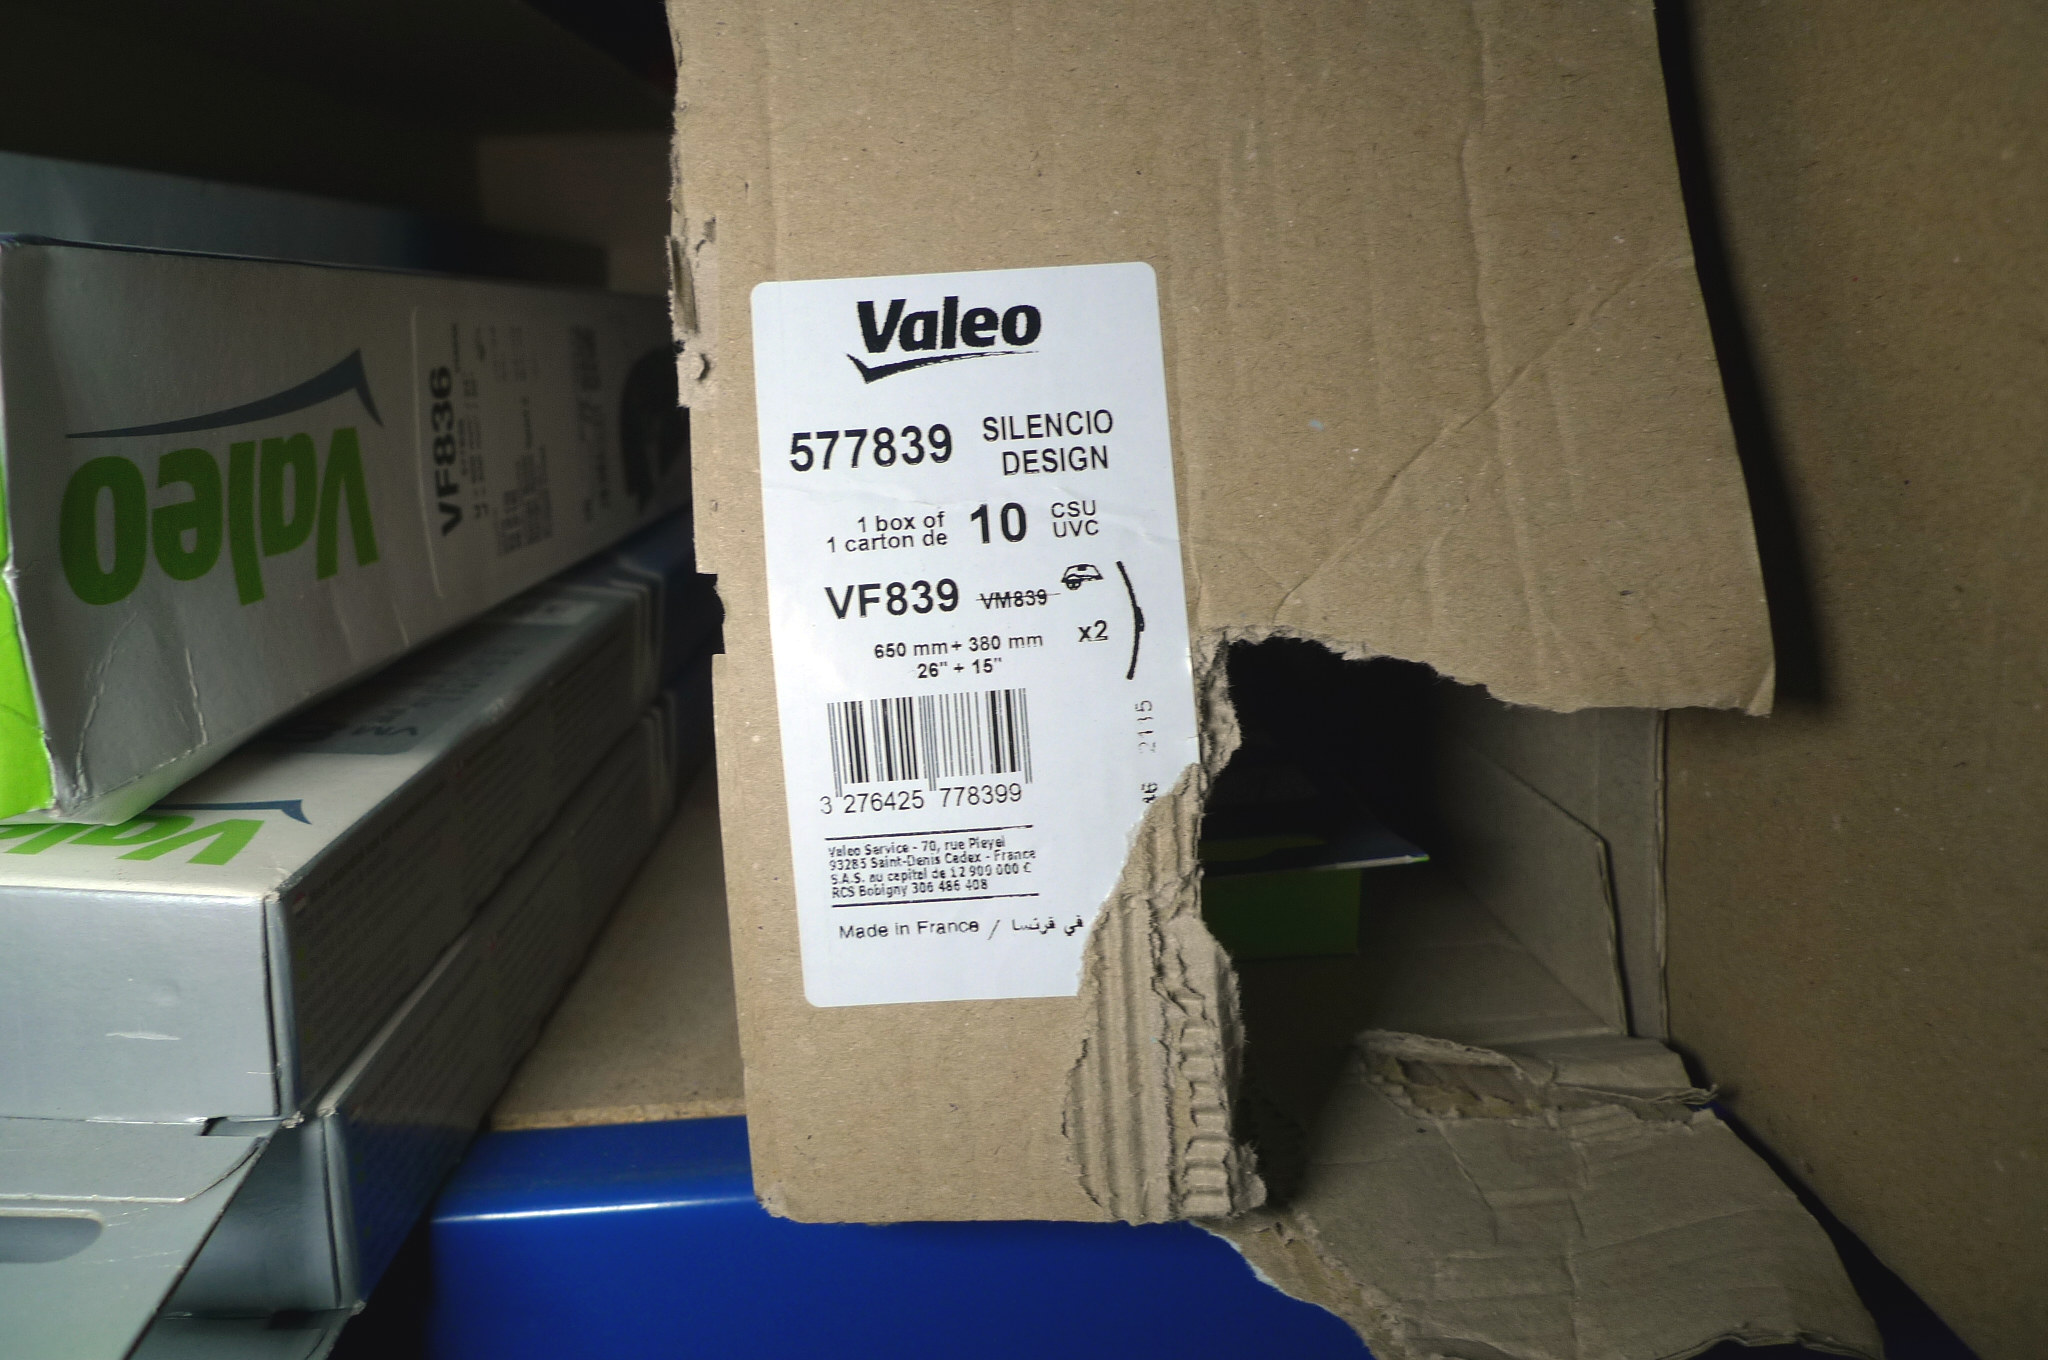 Valeo
577839 SILENCIO DESIGN
1 box of 10 CSU
1 carton de UVC
VF839 VM839
650 mm + 380 mm x2
26" + 15"
3 276425 778399
2115
Valeo Service - 70, rue Pleyel
93285 Saint-Denis Cedex - France
S.A.S. au capital de 12 900 000 €
RCS Bobigny 306 486 408
Made in France / في فرنسا
Valeo
VF836